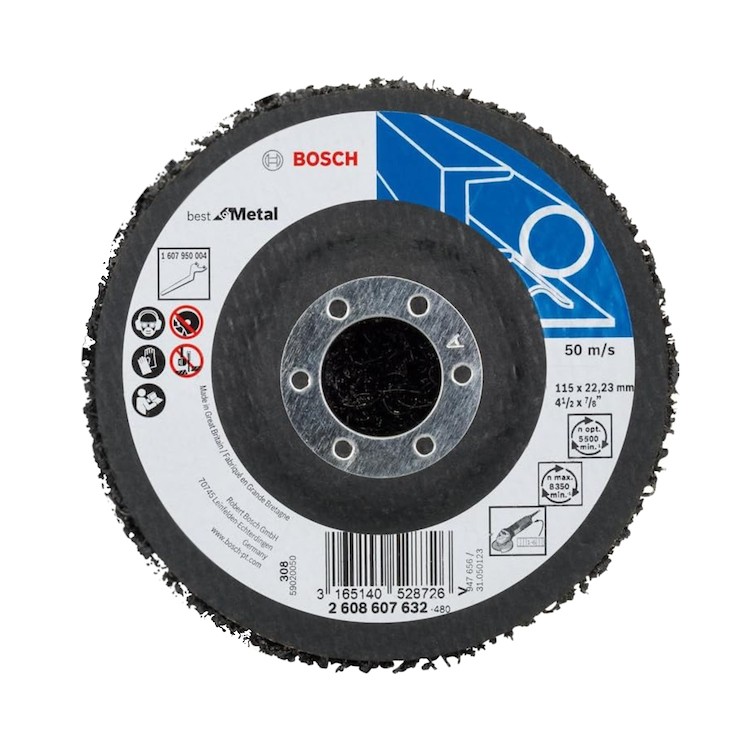 BOSCH
best for Metal
1 607 950 004
50 m/s
115 x 22,23 mm
4 1/2 x 7/8"
n opt.
5500
min.⁻¹
n max.
8350
min.⁻¹
Made in Great Britain / Fabriqué en Grande Bretagne
Robert Bosch GmbH
70745 Leinfelden-Echterdingen
Germany
www.bosch-pt.com
308
59020050
3 165140 528726
2 608 607 632 -480
V
947 656 /
31.050123